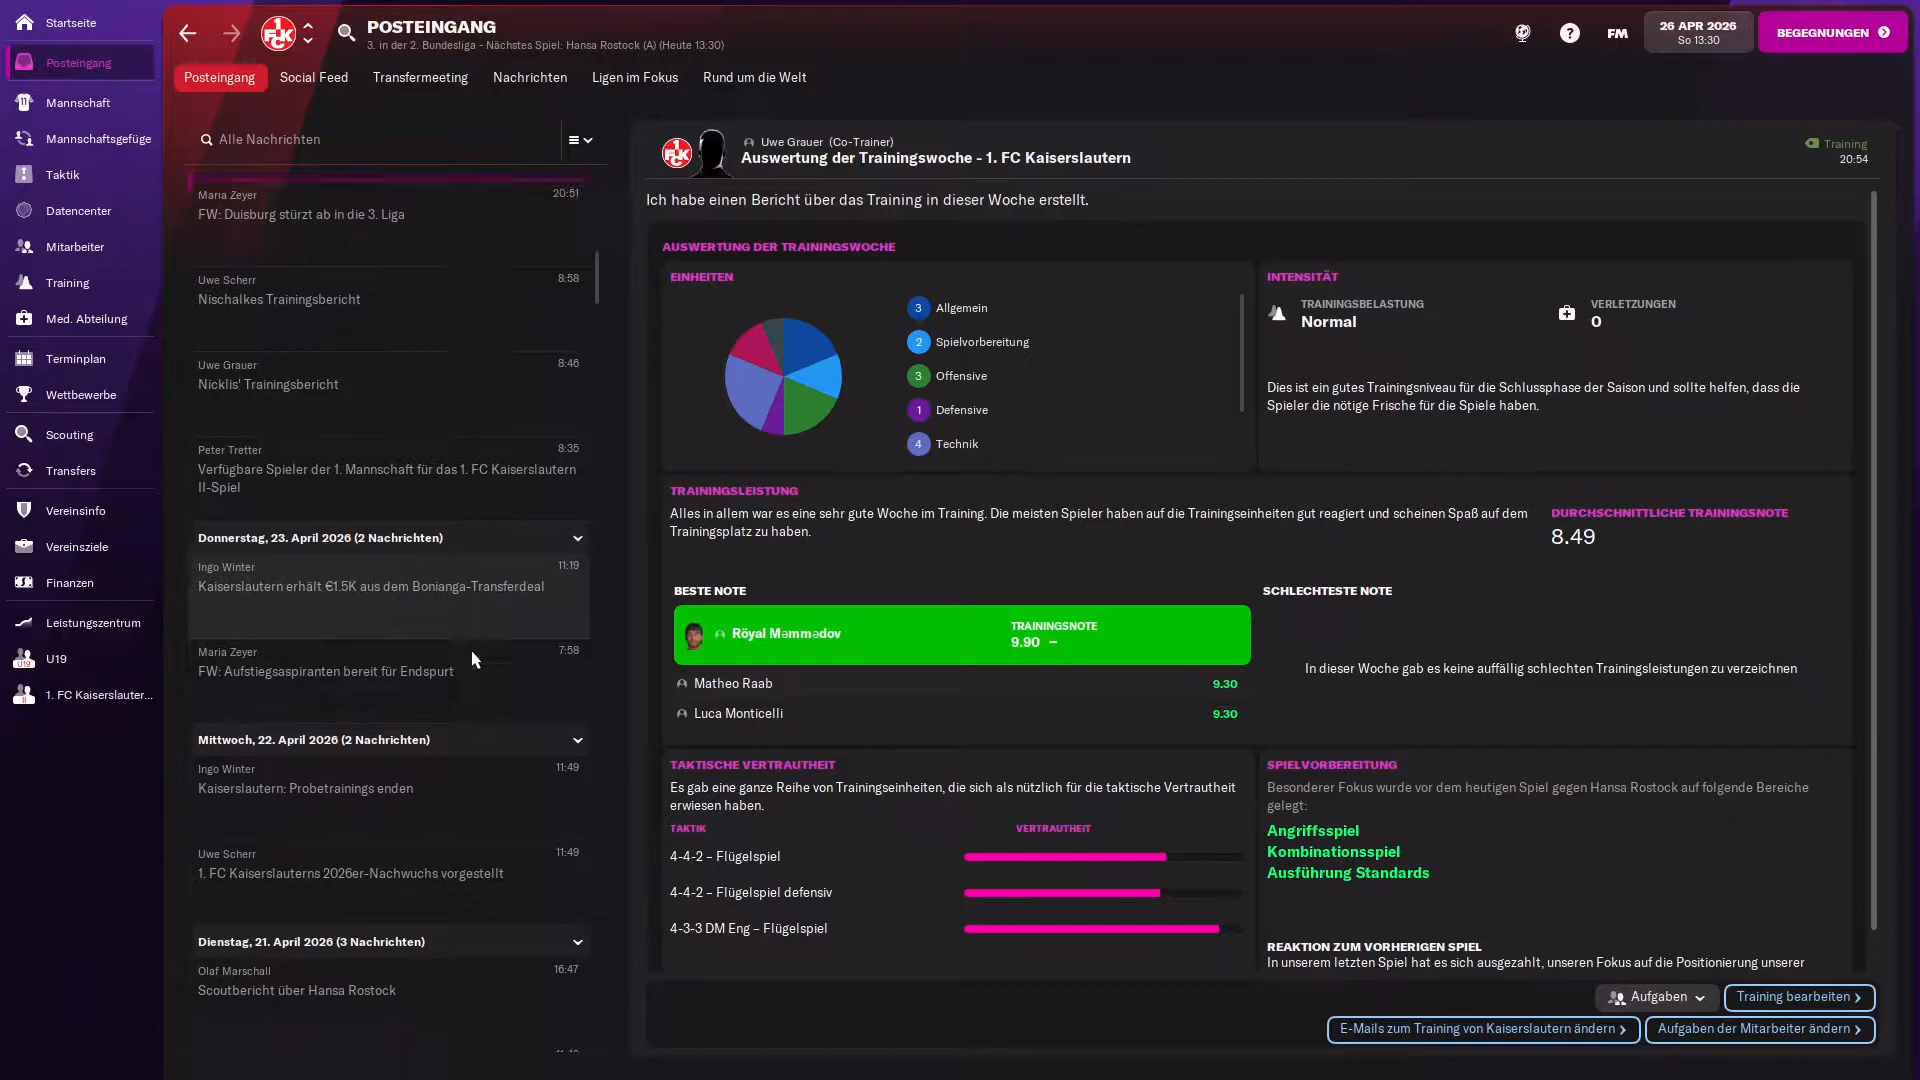 Startseite
Posteingang
Mannschaft
Mannschaftsgefüge
Taktik
Datencenter
Mitarbeiter
Training
Med. Abteilung
Terminplan
Wettbewerbe
Scouting
Transfers
Vereinsinfo
Vereinsziele
Finanzen
Leistungszentrum
U19
1. FC Kaiserslauter...
POSTEINGANG
3. in der 2. Bundesliga - Nächstes Spiel: Hansa Rostock (A) (Heute 13:30)
FM
26 APR 2026
So 13:30
BEGEGNUNGEN
Posteingang Social Feed Transfermeeting Nachrichten Ligen im Fokus Rund um die Welt
Alle Nachrichten
Maria Zeyer 20:51
FW: Duisburg stürzt ab in die 3. Liga
Uwe Scherr 8:58
Nischalkes Trainingsbericht
Uwe Grauer 8:46
Nicklis' Trainingsbericht
Peter Tretter 8:35
Verfügbare Spieler der 1. Mannschaft für das 1. FC Kaiserslautern
II-Spiel
Donnerstag, 23. April 2026 (2 Nachrichten)
Ingo Winter 11:19
Kaiserslautern erhält €1.5K aus dem Bonianga-Transferdeal
Maria Zeyer 7:58
FW: Aufstiegsaspiranten bereit für Endspurt
Mittwoch, 22. April 2026 (2 Nachrichten)
Ingo Winter 11:49
Kaiserslautern: Probetrainings enden
Uwe Scherr 11:49
1. FC Kaiserslauterns 2026er-Nachwuchs vorgestellt
Dienstag, 21. April 2026 (3 Nachrichten)
Olaf Marschall 16:47
Scoutbericht über Hansa Rostock
Uwe Grauer (Co-Trainer)
Auswertung der Trainingswoche - 1. FC Kaiserslautern
Training
20:54
Ich habe einen Bericht über das Training in dieser Woche erstellt.
AUSWERTUNG DER TRAININGSWOCHE
EINHEITEN
3 Allgemein
2 Spielvorbereitung
3 Offensive
1 Defensive
4 Technik
INTENSITÄT
TRAININGSBELASTUNG
Normal
VERLETZUNGEN
0
Dies ist ein gutes Trainingsniveau für die Schlussphase der Saison und sollte helfen, dass die
Spieler die nötige Frische für die Spiele haben.
TRAININGSLEISTUNG
Alles in allem war es eine sehr gute Woche im Training. Die meisten Spieler haben auf die Trainingseinheiten gut reagiert und scheinen Spaß auf dem
Trainingsplatz zu haben.
DURCHSCHNITTLICHE TRAININGSNOTE
8.49
BESTE NOTE
Röyal Məmmədov
TRAININGSNOTE
9.90 –
Matheo Raab 9.30
Luca Monticelli 9.30
SCHLECHTESTE NOTE
In dieser Woche gab es keine auffällig schlechten Trainingsleistungen zu verzeichnen
TAKTISCHE VERTRAUTHEIT
Es gab eine ganze Reihe von Trainingseinheiten, die sich als nützlich für die taktische Vertrautheit
erwiesen haben.
TAKTIK VERTRAUTHEIT
4-4-2 – Flügelspiel
4-4-2 – Flügelspiel defensiv
4-3-3 DM Eng – Flügelspiel
SPIELVORBEREITUNG
Besonderer Fokus wurde vor dem heutigen Spiel gegen Hansa Rostock auf folgende Bereiche
gelegt:
Angriffsspiel
Kombinationsspiel
Ausführung Standards
REAKTION ZUM VORHERIGEN SPIEL
In unserem letzten Spiel hat es sich ausgezahlt, unseren Fokus auf die Positionierung unserer
Aufgaben
Training bearbeiten
E-Mails zum Training von Kaiserslautern ändern
Aufgaben der Mitarbeiter ändern